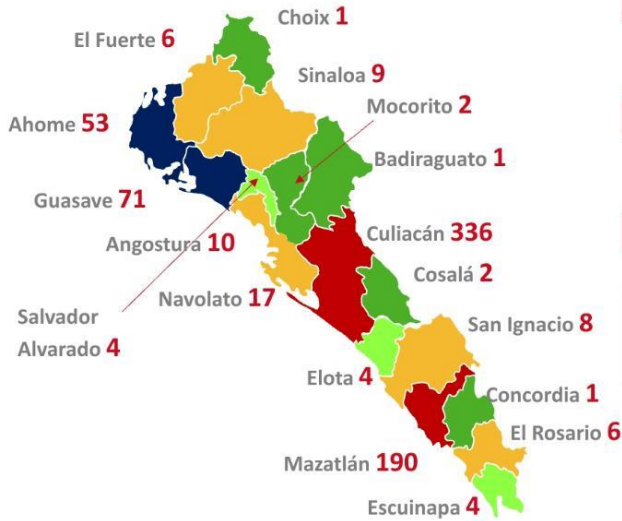 Choix 1
El Fuerte 6
Sinaloa 9
Mocorito 2
Ahome 53
Badiraguato 1
Guasave 71
Culiacán 336
Angostura 10
Cosalá 2
Navolato 17
Salvador
Alvarado 4
San Ignacio 8
Elota 4
Concordia 1
El Rosario 6
Mazatlán 190
Escuinapa 4